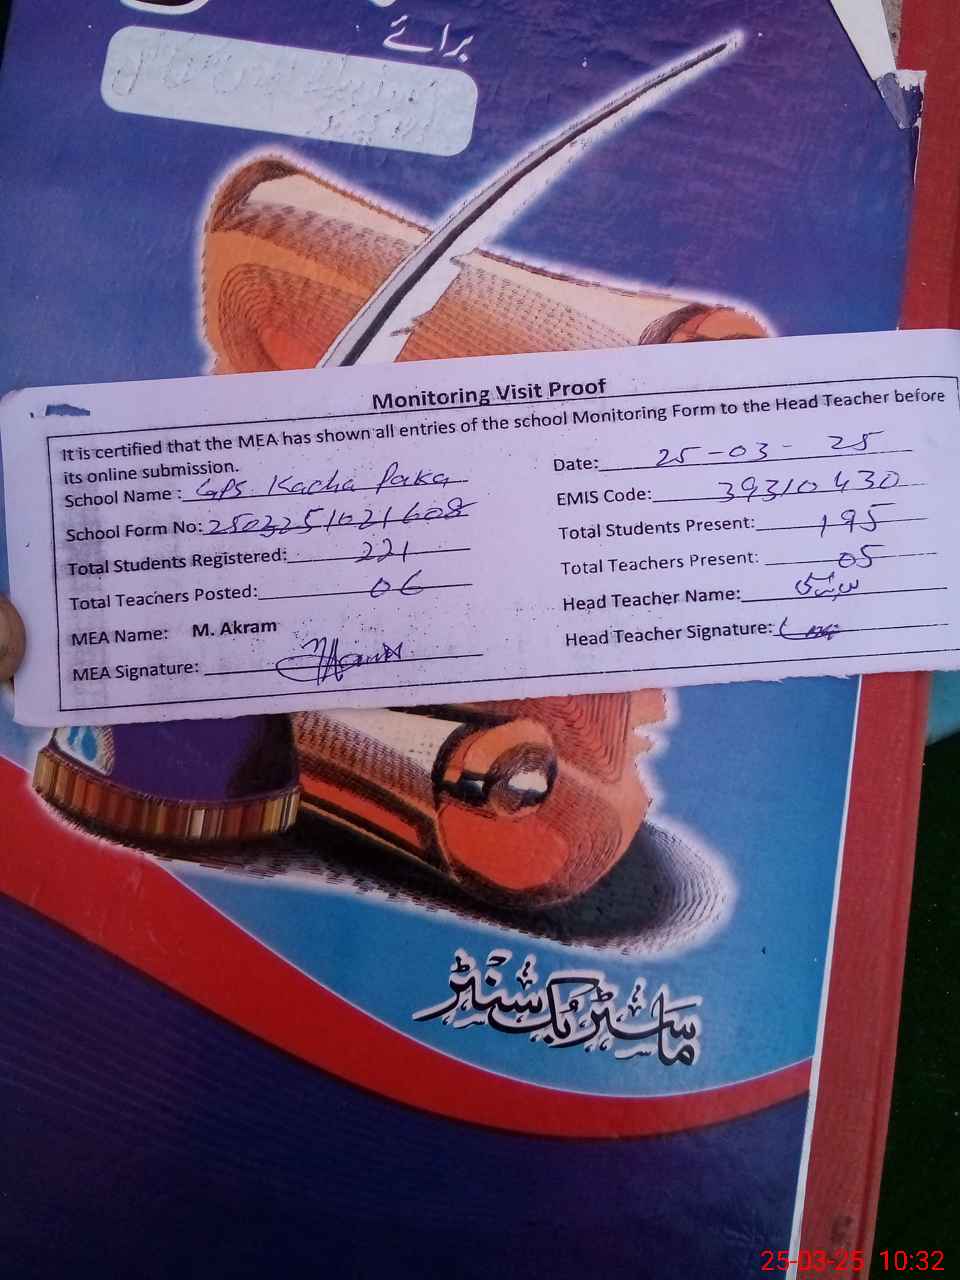 برائے
Monitoring Visit Proof
It is certified that the MEA has shown all entries of the school Monitoring Form to the Head Teacher before
its online submission.
School Name : GPS Kacha Paka
Date: 25-03-25
School Form No: 2503251021608
EMIS Code: 39310430
Total Students Registered: 221
Total Students Present: 195
Total Teachers Posted: 06
Total Teachers Present: 05
MEA Name: M. Akram
Head Teacher Name:
MEA Signature:
Head Teacher Signature:
ماسٹر بک سنٹر
25-03-25 10:32